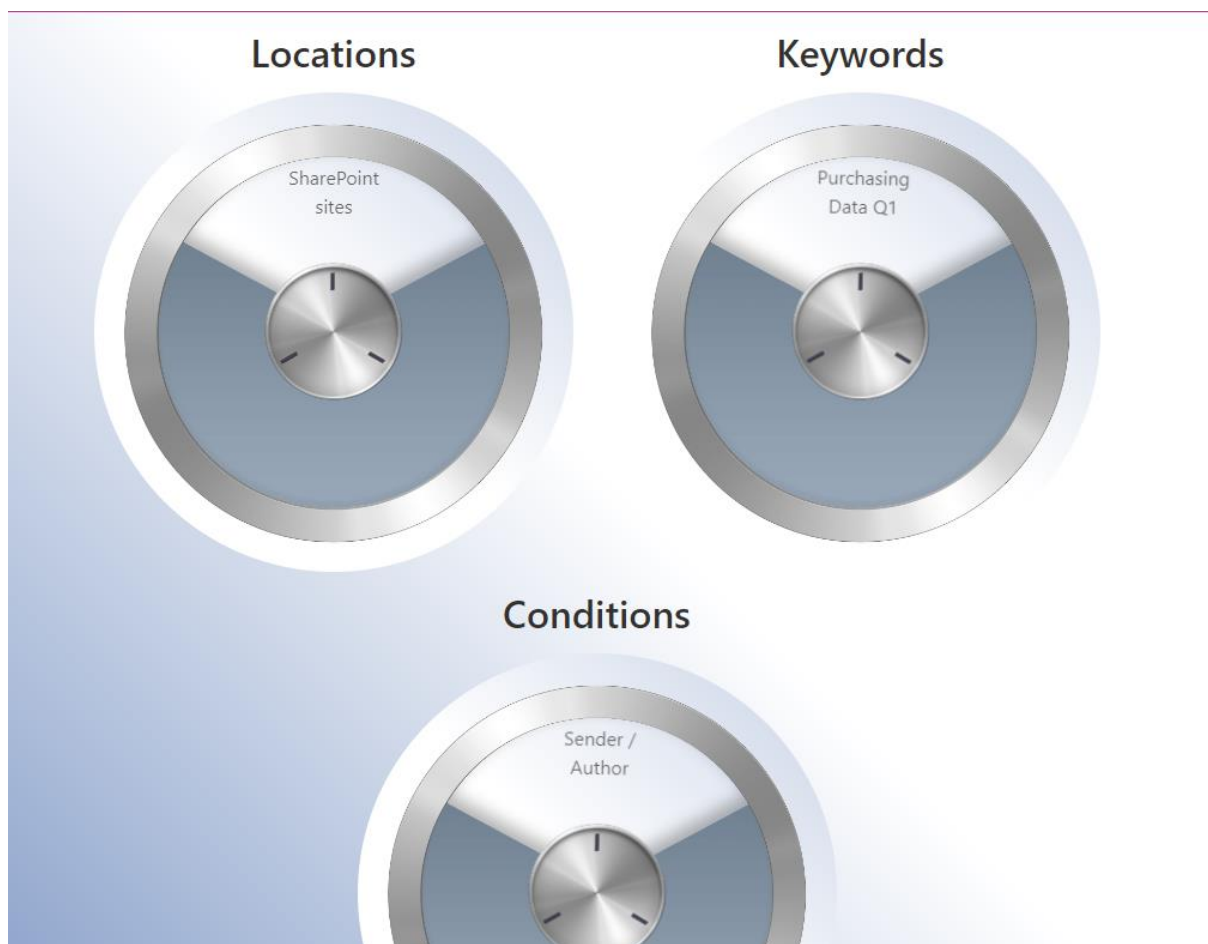 Locations
Keywords
SharePoint
sites
Purchasing
Data Q1
Conditions
Sender /
Author